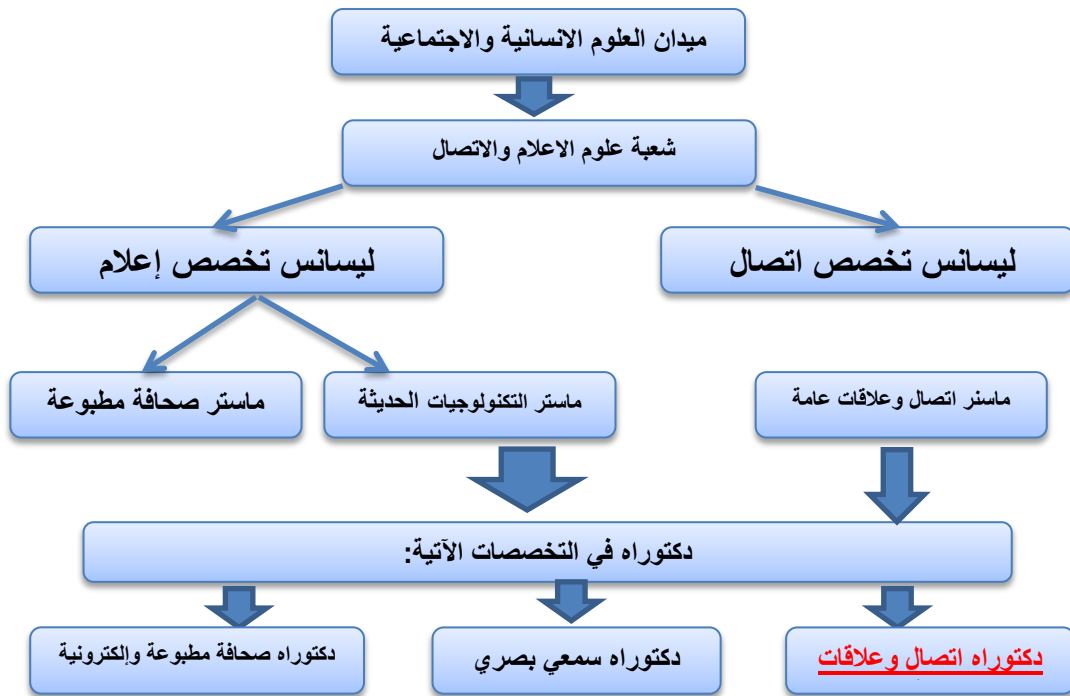 ميدان العلوم الانسانية والاجتماعية
شعبة علوم الاعلام والاتصال
ليسانس تخصص اتصال
ليسانس تخصص إعلام
ماسنر اتصال وعلاقات عامة
ماستر التكنولوجيات الحديثة
ماستر صحافة مطبوعة
دكتوراه في التخصصات الآتية:
دكتوراه اتصال وعلاقات
دكتوراه سمعي بصري
دكتوراه صحافة مطبوعة وإلكترونية